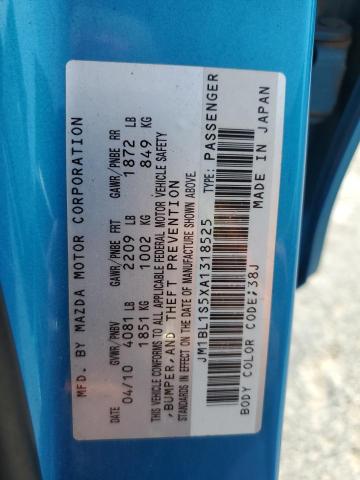 MFD. BY MAZDA MOTOR CORPORATION
DATE GVWR/PNBV GAWR/PNBE FRT GAWR/PNBE RR
04/10 4081 LB 2209 LB 1872 LB
1851 KG 1002 KG 849 KG
THIS VEHICLE CONFORMS TO ALL APPLICABLE FEDERAL MOTOR VEHICLE SAFETY
,BUMPER,AND THEFT PREVENTION
STANDARDS IN EFFECT ON THE DATE OF MANUFACTURE SHOWN ABOVE.
JM1BL1S5XA1318525 TYPE: PASSENGER
BODY COLOR CODE:38J MADE IN JAPAN